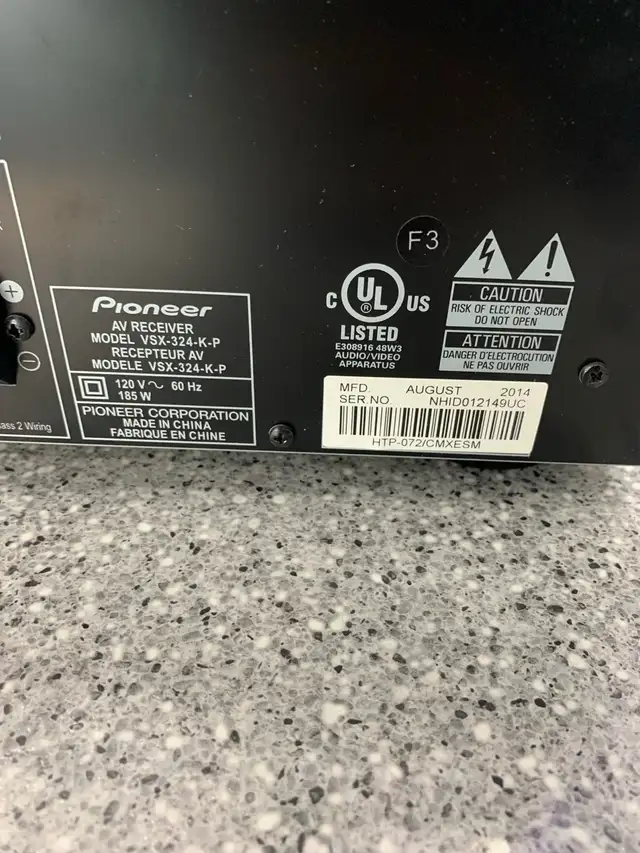 F3
C UL US
®
LISTED
E308916 48W3
AUDIO/VIDEO
APPARATUS
CAUTION
RISK OF ELECTRIC SHOCK
DO NOT OPEN
ATTENTION
DANGER D'ELECTROCUTION
NE PAS OUVRIR
Pioneer
AV RECEIVER
MODEL VSX-324-K-P
RECEPTEUR AV
MODELE VSX-324-K-P
120 V ~ 60 Hz
185 W
PIONEER CORPORATION
MADE IN CHINA
FABRIQUE EN CHINE
MFD. AUGUST 2014
SER.NO. NHID012149UC
HTP-072/CMXESM
2 Wiring